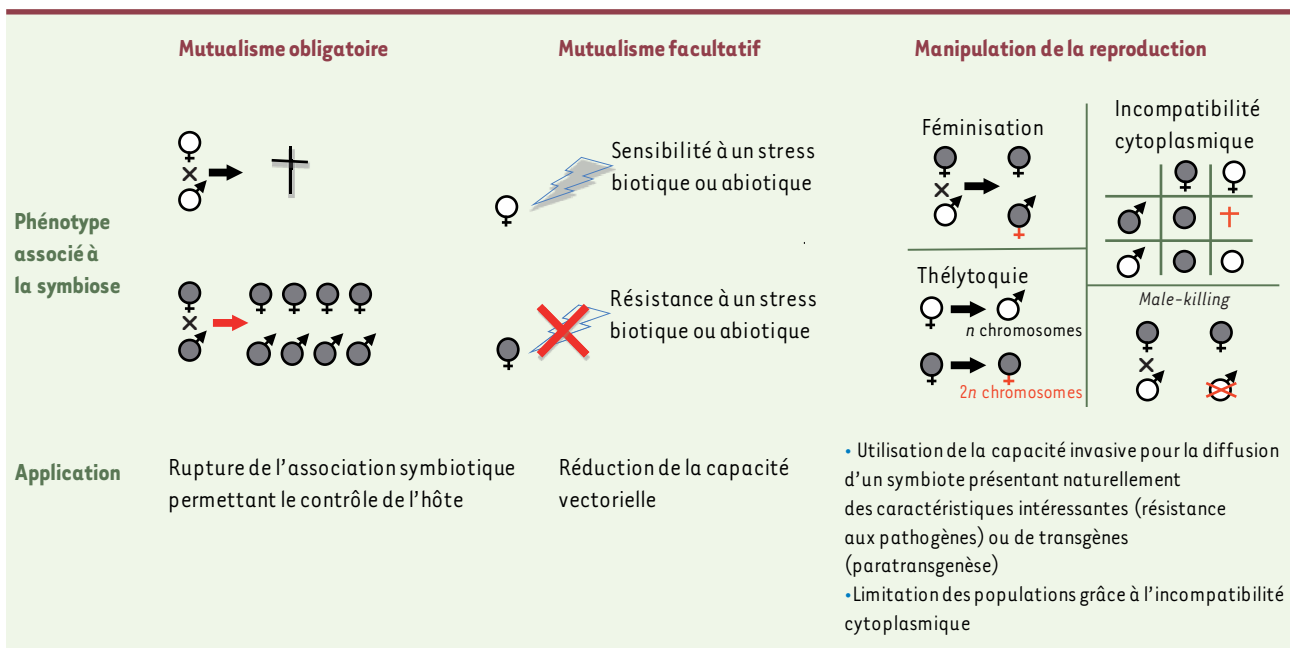 Mutualisme obligatoire
Mutualisme facultatif
Manipulation de la reproduction
Phénotype
associé à
la symbiose
Sensibilité à un stress
biotique ou abiotique
Résistance à un stress
biotique ou abiotique
Féminisation
Incompatibilité
cytoplasmique
Thélytoquie
n chromosomes
2n chromosomes
Male-killing
Application
Rupture de l'association symbiotique
permettant le contrôle de l'hôte
Réduction de la capacité
vectorielle
• Utilisation de la capacité invasive pour la diffusion
d'un symbiote présentant naturellement
des caractéristiques intéressantes (résistance
aux pathogènes) ou de transgènes
(paratransgenèse)
•Limitation des populations grâce à l'incompatibilité
cytoplasmique